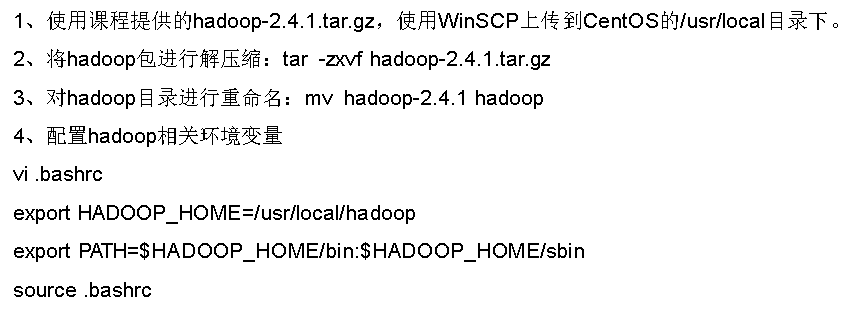 1、使用课程提供的hadoop-2.4.1.tar.gz，使用WinSCP上传到CentOS的/usr/local目录下。
2、将hadoop包进行解压缩：tar -zxvf hadoop-2.4.1.tar.gz
3、对hadoop目录进行重命名：mv hadoop-2.4.1 hadoop
4、配置hadoop相关环境变量
vi .bashrc
export HADOOP_HOME=/usr/local/hadoop
export PATH=$HADOOP_HOME/bin:$HADOOP_HOME/sbin
source .bashrc